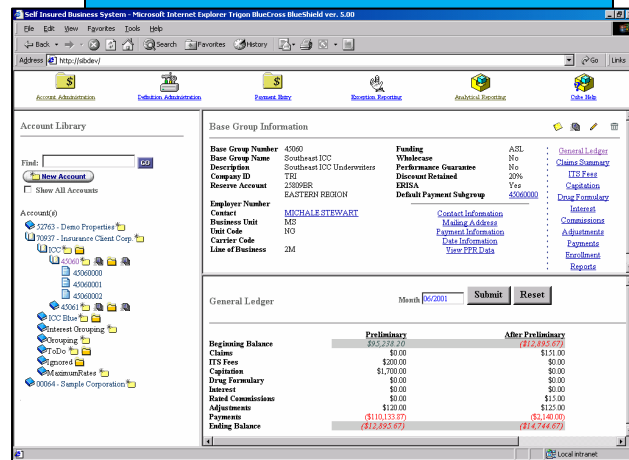 Self Insured Business System - Microsoft Internet Explorer Trigon BlueCross BlueShield ver. 5.00
File Edit View Favorites Tools Help
Back Search Favorites History
Address http://sibdev/ Go Links
Account Administration Definition Administration Payment Entry Exception Reporting Analytical Reporting Cube Help
Account Library
Find: GO
New Account
Show All Accounts
Account(s)
52763 - Demo Properties
70937 - Insurance Client Corp.
ICC
45060
45060000
45060001
45060002
45061
ICC Blue
Interest Grouping
Grouping
ToDo
Ignored
MaximumRates
00064 - Sample Corporation
Base Group Information
Base Group Number 45060 Funding ASL
Base Group Name Southeast ICC Wholecase No
Description Southeast ICC Underwriters Performance Guarantee No
Company ID TRI Discount Retained 20%
Reserve Account 25809BR ERISA Yes
EASTERN REGION Default Payment Subgroup 45060000
Employer Number
Contact MICHALE STEWART Contact Information
Business Unit MS Mailing Address
Unit Code NO Payment Information
Carrier Code Date Information
Line of Business 2M View PPR Data
General Ledger
Claims Summary
ITS Fees
Capitation
Drug Formulary
Interest
Commissions
Adjustments
Payments
Enrollment
Reports
General Ledger Month 06/2001 Submit Reset
Preliminary After Preliminary
Beginning Balance $95,238.20 ($12,895.67)
Claims $0.00 $151.00
ITS Fees $200.00 $0.00
Capitation $1,700.00 $0.00
Drug Formulary $0.00 $0.00
Interest $0.00 $0.00
Rated Commissions $0.00 $15.00
Adjustments $120.00 $125.00
Payments ($110,133.87) ($2,140.00)
Ending Balance ($12,895.67) ($14,744.67)
Local intranet